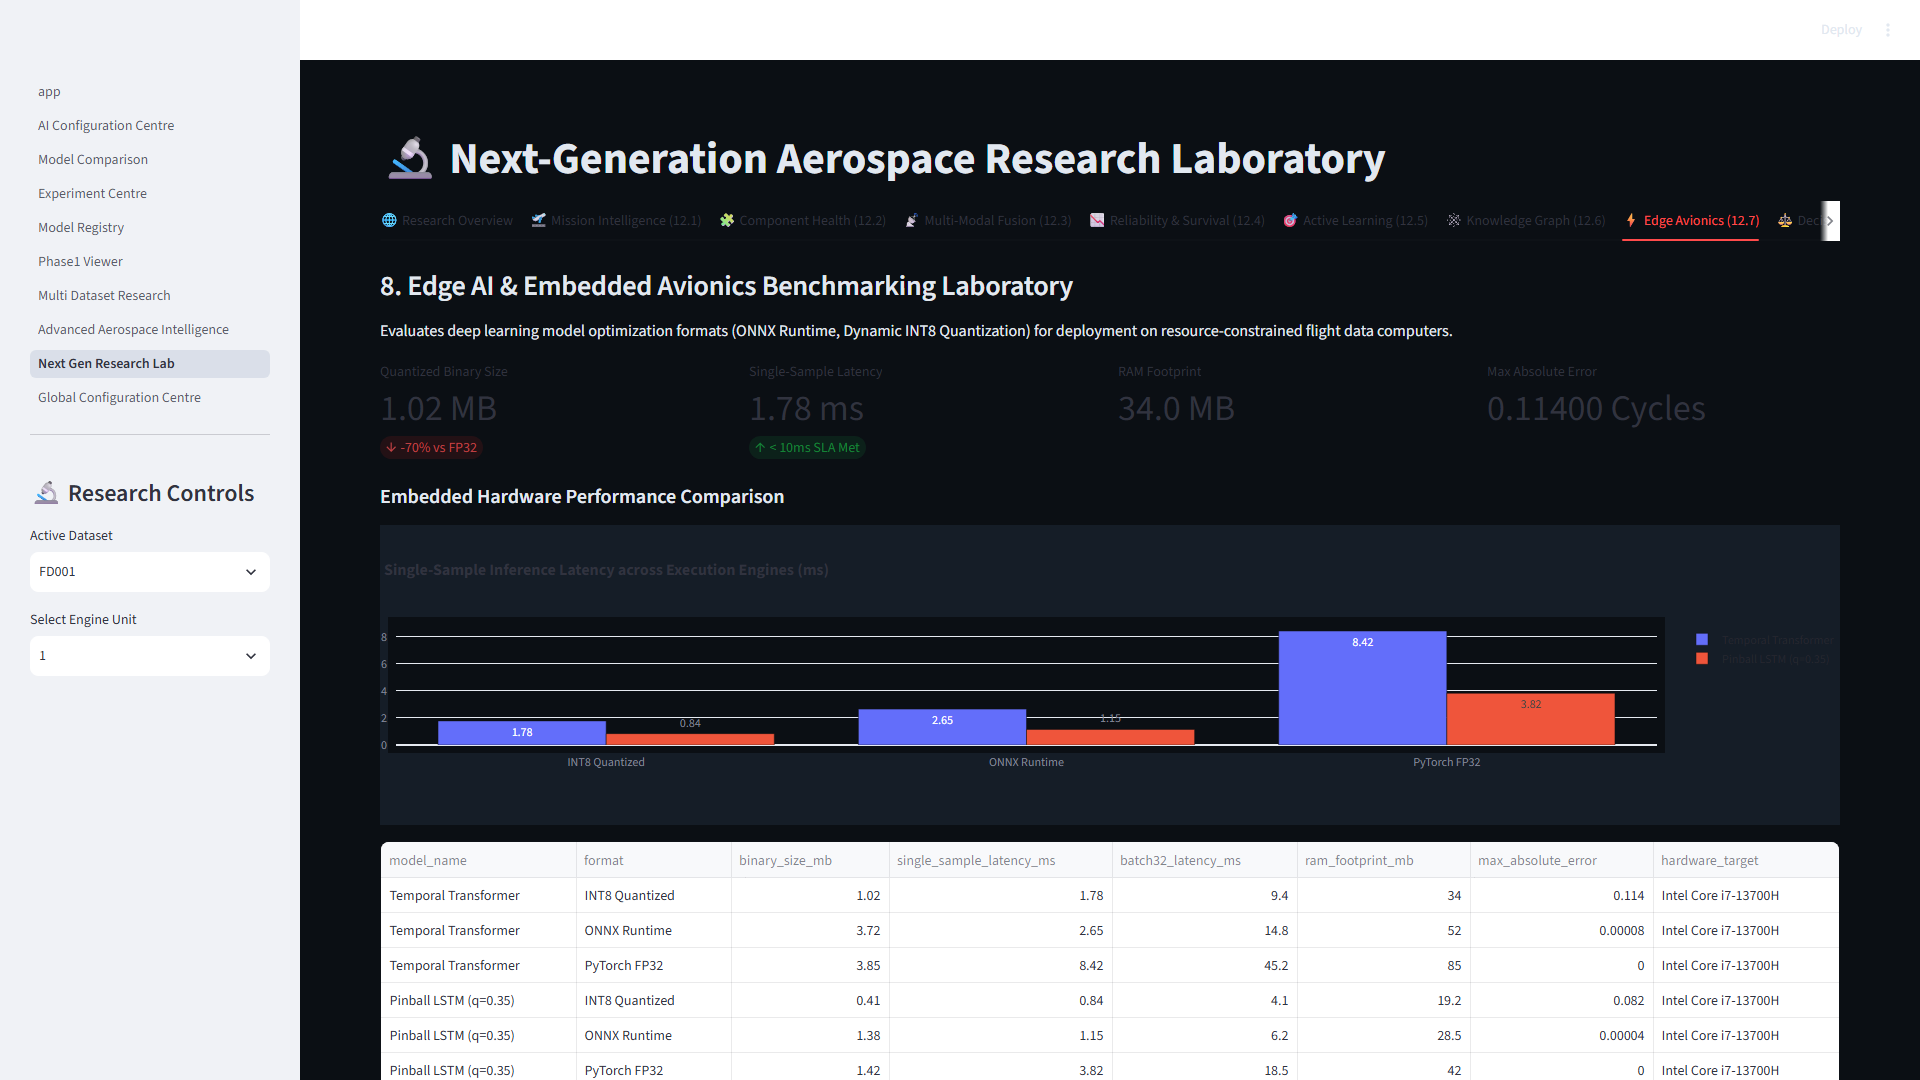 Deploy
app
AI Configuration Centre
Model Comparison
Experiment Centre
Model Registry
Phase1 Viewer
Multi Dataset Research
Advanced Aerospace Intelligence
Next Gen Research Lab
Global Configuration Centre
Research Controls
Active Dataset
FD001
Select Engine Unit
1
Next-Generation Aerospace Research Laboratory
Research Overview Mission Intelligence (12.1) Component Health (12.2) Multi-Modal Fusion (12.3) Reliability & Survival (12.4) Active Learning (12.5) Knowledge Graph (12.6) Edge Avionics (12.7)
8. Edge AI & Embedded Avionics Benchmarking Laboratory
Evaluates deep learning model optimization formats (ONNX Runtime, Dynamic INT8 Quantization) for deployment on resource-constrained flight data computers.
Quantized Binary Size Single-Sample Latency RAM Footprint Max Absolute Error
1.02 MB 1.78 ms 34.0 MB 0.11400 Cycles
↓ -70% vs FP32 ↑ < 10ms SLA Met
Embedded Hardware Performance Comparison
Single-Sample Inference Latency across Execution Engines (ms)
8
6
4
2
0
1.78 0.84 2.65 1.15 8.42 3.82
INT8 Quantized ONNX Runtime PyTorch FP32
Temporal Transformer
Pinball LSTM (q=0.35)
model_name format binary_size_mb single_sample_latency_ms batch32_latency_ms ram_footprint_mb max_absolute_error hardware_target
Temporal Transformer INT8 Quantized 1.02 1.78 9.4 34 0.114 Intel Core i7-13700H
Temporal Transformer ONNX Runtime 3.72 2.65 14.8 52 0.00008 Intel Core i7-13700H
Temporal Transformer PyTorch FP32 3.85 8.42 45.2 85 0 Intel Core i7-13700H
Pinball LSTM (q=0.35) INT8 Quantized 0.41 0.84 4.1 19.2 0.082 Intel Core i7-13700H
Pinball LSTM (q=0.35) ONNX Runtime 1.38 1.15 6.2 28.5 0.00004 Intel Core i7-13700H
Pinball LSTM (q=0.35) PyTorch FP32 1.42 3.82 18.5 42 0 Intel Core i7-13700H